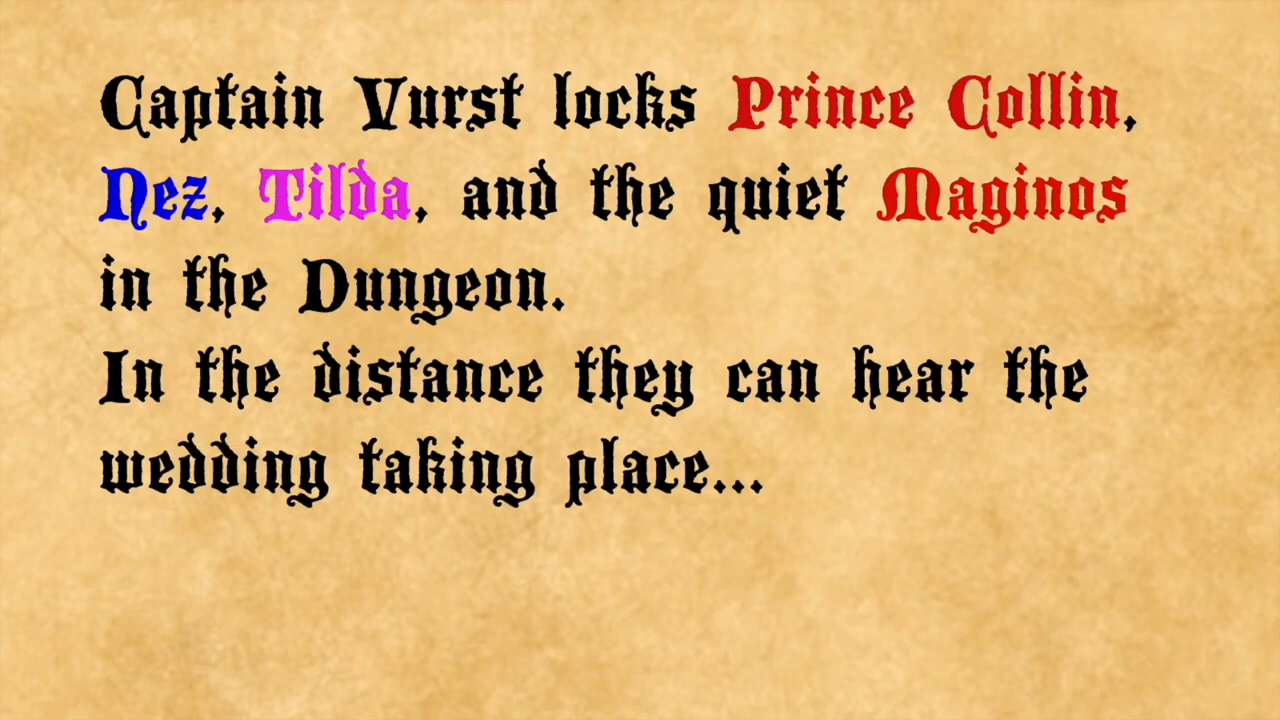 Captain Vurst locks Prince Collin,
Nez, Tilda, and the quiet Maginos
in the Dungeon.
In the distance they can hear the
wedding taking place...